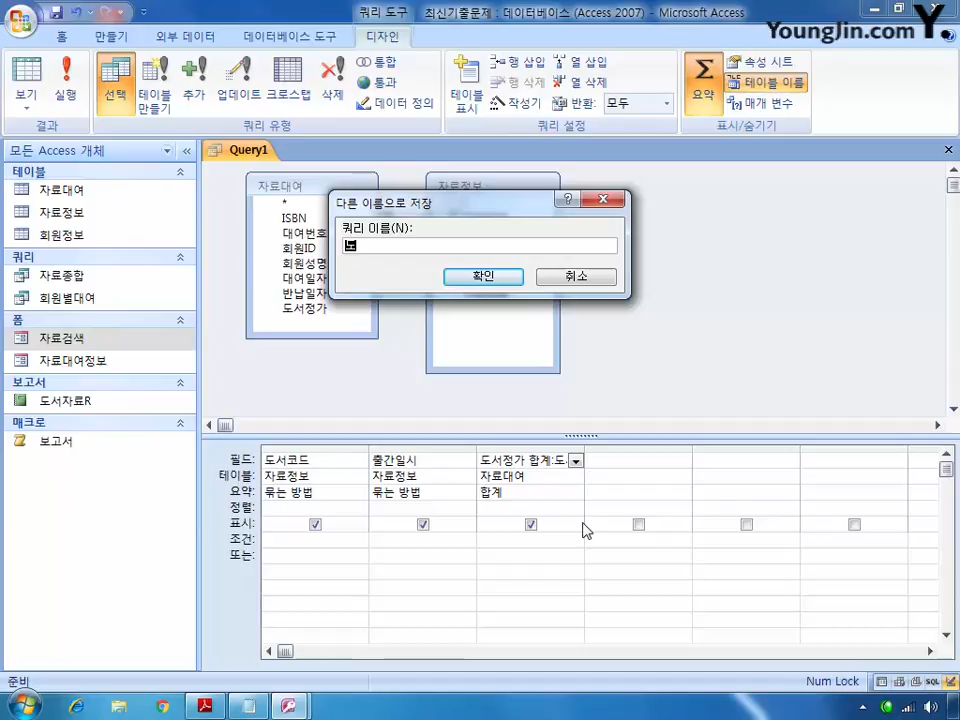 쿼리 도구
최신기출문제 : 데이터베이스 (Access 2007) - Microsoft Access
YoungJin.com Y.
홈
만들기
외부 데이터
데이터베이스 도구
디자인
보기
실행
결과
선택
테이블
만들기
추가
업데이트
크로스탭
삭제
통합
통과
데이터 정의
쿼리 유형
테이블
표시
행 삽입
행 삭제
작성기
열 삽입
열 삭제
반환: 모두
쿼리 설정
요약
속성 시트
테이블 이름
매개 변수
표시/숨기기
모든 Access 개체
테이블
자료대여
자료정보
회원정보
쿼리
자료종합
회원별대여
폼
자료검색
자료대여정보
보고서
도서자료R
매크로
보고서
Query1
자료대여
*
ISBN
대여번호
회원ID
회원성명
대여일자
반납일자
도서정가
자료정보
다른 이름으로 저장
쿼리 이름(N):
확인
취소
필드: 도서코드 출간일시 도서정가 합계:도
테이블: 자료정보 자료정보 자료대여
요약: 묶는 방법 묶는 방법 합계
정렬:
표시:
조건:
또는:
준비
Num Lock
SQL